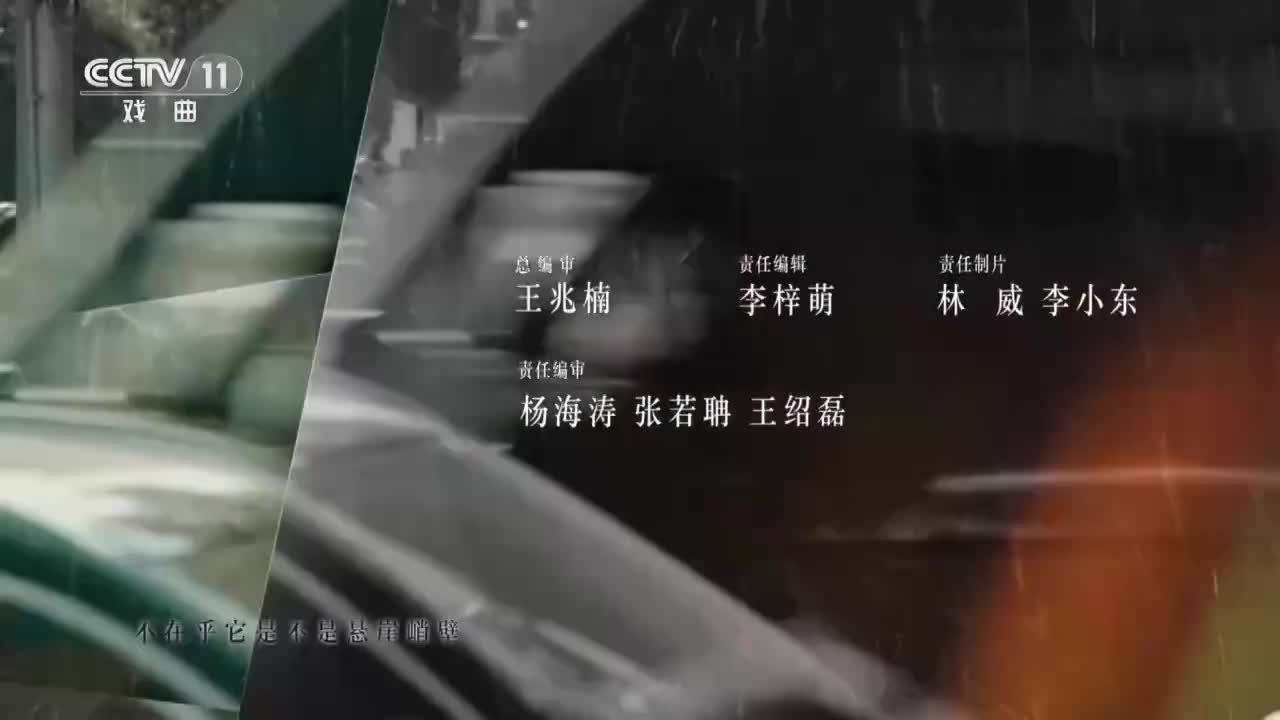 CCTV 11
戏曲
总编审 责任编辑 责任制片
王兆楠 李梓萌 林 威 李小东
责任编审
杨海涛 张若聃 王绍磊
不在乎它是不是悬崖峭壁